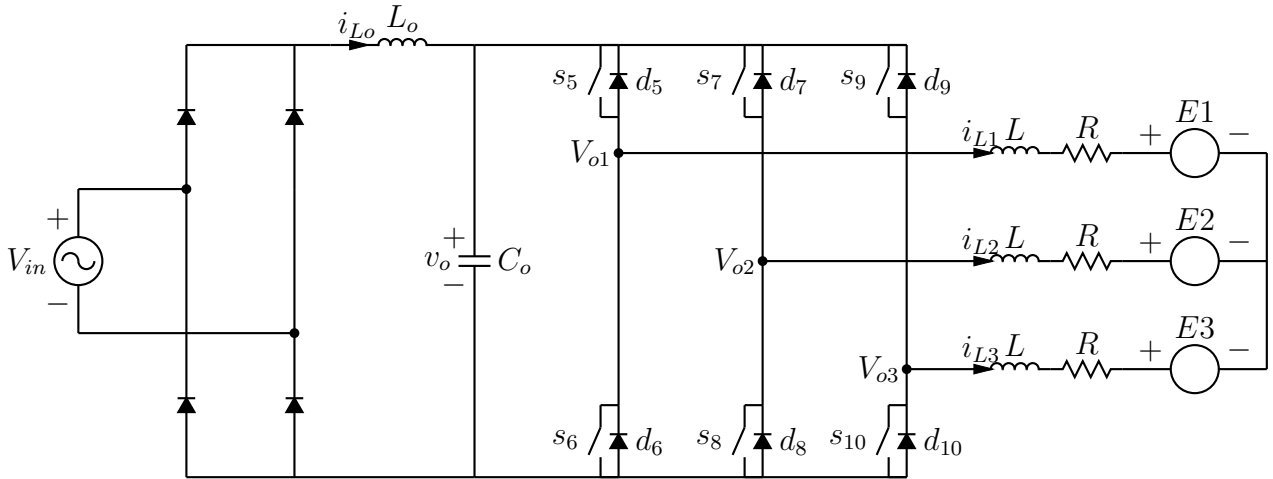 i_{Lo} L_o
s_5 d_5 s_7 d_7 s_9 d_9
V_{o1} i_{L1} L R + E1 −
+ V_{in} −
+ v_o − C_o
V_{o2} i_{L2} L R + E2 −
V_{o3} i_{L3} L R + E3 −
s_6 d_6 s_8 d_8 s_{10} d_{10}